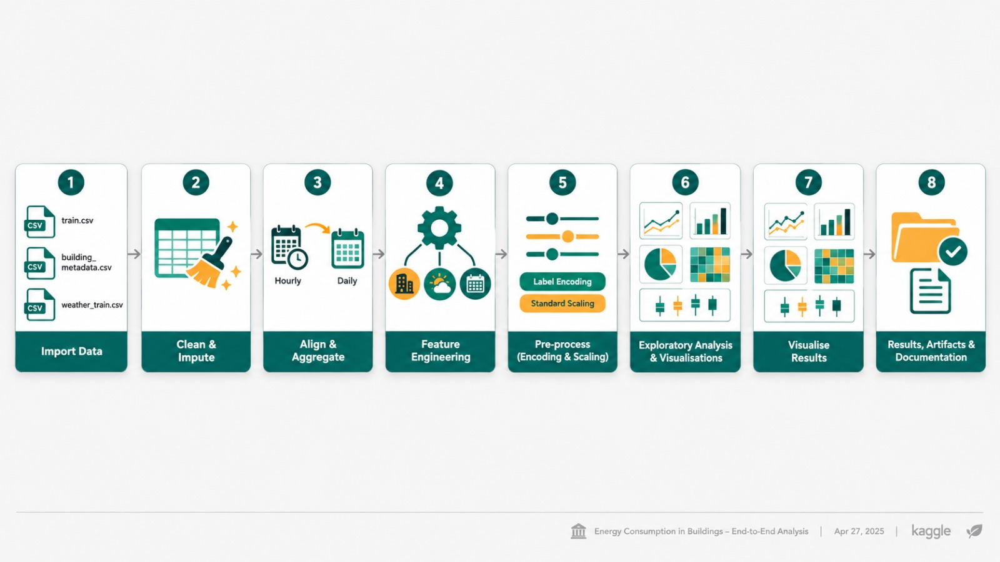 1
CSV
train.csv
CSV
building_
metadata.csv
CSV
weather_train.csv
Import Data
2
Clean &
Impute
3
Hourly
Daily
Align &
Aggregate
4
Feature
Engineering
5
Label Encoding
Standard Scaling
Pre-process
(Encoding & Scaling)
6
Exploratory Analysis
& Visualisations
7
Visualise
Results
8
Results, Artifacts &
Documentation
Energy Consumption in Buildings – End-to-End Analysis | Apr 27, 2025 | kaggle